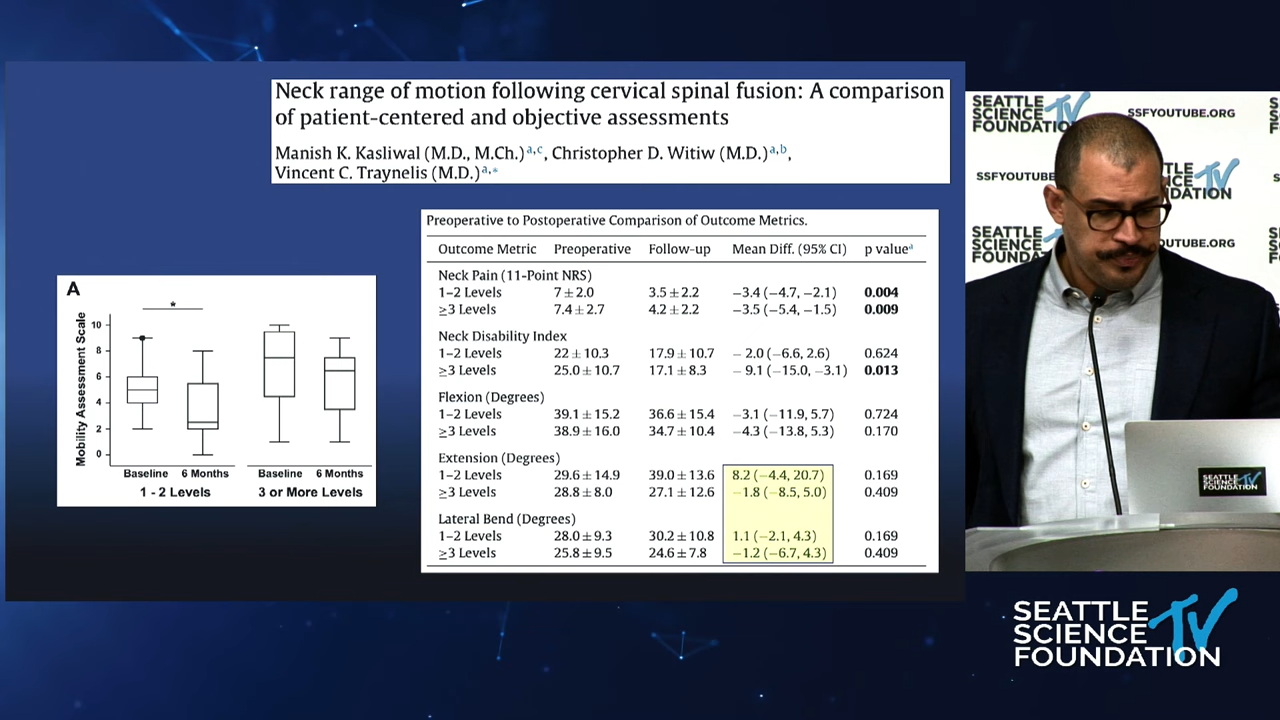 Neck range of motion following cervical spinal fusion: A comparison
of patient-centered and objective assessments
Manish K. Kasliwal (M.D., M.Ch.)a,c, Christopher D. Witiw (M.D.)a,b,
Vincent C. Traynelis (M.D.)a,*
A
*
Mobility Assessment Scale
10
8
6
4
2
0
Baseline 6 Months Baseline 6 Months
1 - 2 Levels 3 or More Levels
Preoperative to Postoperative Comparison of Outcome Metrics.
Outcome Metric Preoperative Follow-up Mean Diff. (95% CI) p valuea
Neck Pain (11-Point NRS)
1–2 Levels 7 ± 2.0 3.5 ± 2.2 −3.4 (−4.7, −2.1) 0.004
≥3 Levels 7.4 ± 2.7 4.2 ± 2.2 −3.5 (−5.4, −1.5) 0.009
Neck Disability Index
1–2 Levels 22 ± 10.3 17.9 ± 10.7 − 2.0 (−6.6, 2.6) 0.624
≥3 Levels 25.0 ± 10.7 17.1 ± 8.3 − 9.1 (−15.0, −3.1) 0.013
Flexion (Degrees)
1–2 Levels 39.1 ± 15.2 36.6 ± 15.4 −3.1 (−11.9, 5.7) 0.724
≥3 Levels 38.9 ± 16.0 34.7 ± 10.4 −4.3 (−13.8, 5.3) 0.170
Extension (Degrees)
1–2 Levels 29.6 ± 14.9 39.0 ± 13.6 8.2 (−4.4, 20.7) 0.169
≥3 Levels 28.8 ± 8.0 27.1 ± 12.6 −1.8 (−8.5, 5.0) 0.409
Lateral Bend (Degrees)
1–2 Levels 28.0 ± 9.3 30.2 ± 10.8 1.1 (−2.1, 4.3) 0.169
≥3 Levels 25.8 ± 9.5 24.6 ± 7.8 −1.2 (−6.7, 4.3) 0.409
SEATTLE
SCIENCE TV
FOUNDATION
SSFYOUTUBE.ORG
SSFYOUTUBE
SEATTLE
SCIENCE
FOUNDATION
SEATTLE
SCIENCE
FOUNDATION
SEATTLE
SCIENCE TV
FOUNDATION